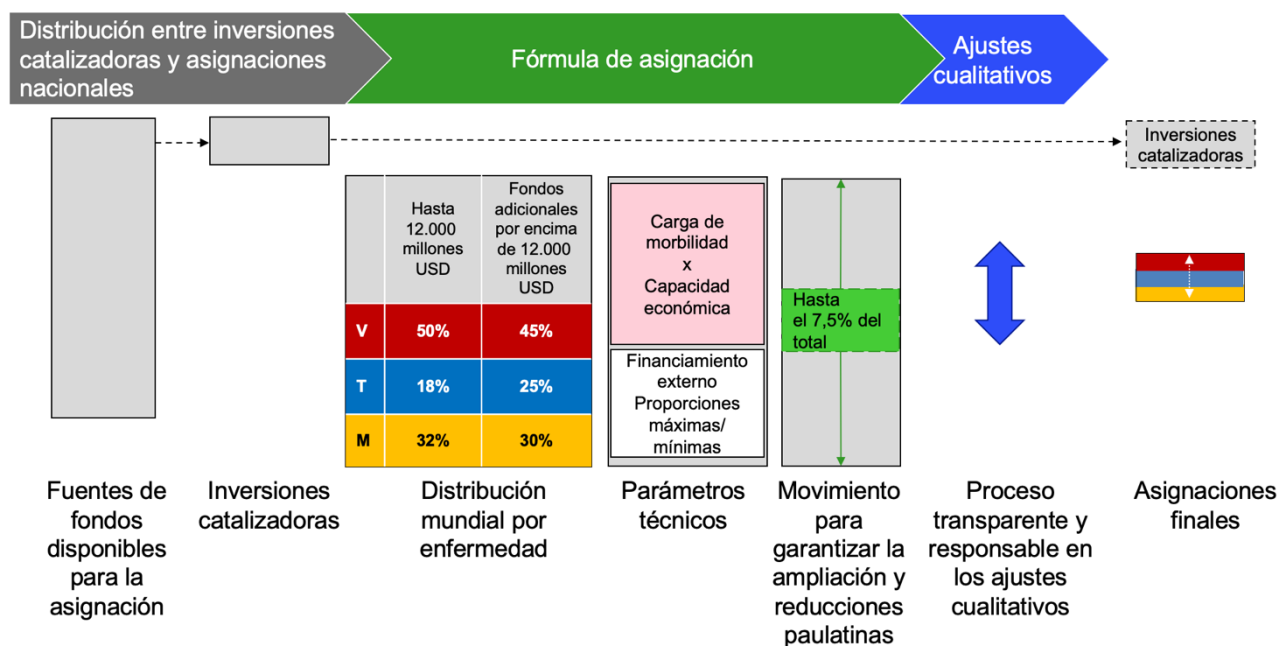 Distribución entre inversiones
catalizadoras y asignaciones
nacionales
Fórmula de asignación
Ajustes
cualitativos
Inversiones
catalizadoras
Hasta
12.000
millones
USD
Fondos
adicionales
por encima
de 12.000
millones
USD
V 50% 45%
T 18% 25%
M 32% 30%
Carga de
morbilidad
x
Capacidad
económica
Financiamiento
externo
Proporciones
máximas/
mínimas
Hasta
el 7,5% del
total
Fuentes de
fondos
disponibles
para la
asignación
Inversiones
catalizadoras
Distribución
mundial por
enfermedad
Parámetros
técnicos
Movimiento
para
garantizar la
ampliación y
reducciones
paulatinas
Proceso
transparente y
responsable en
los ajustes
cualitativos
Asignaciones
finales